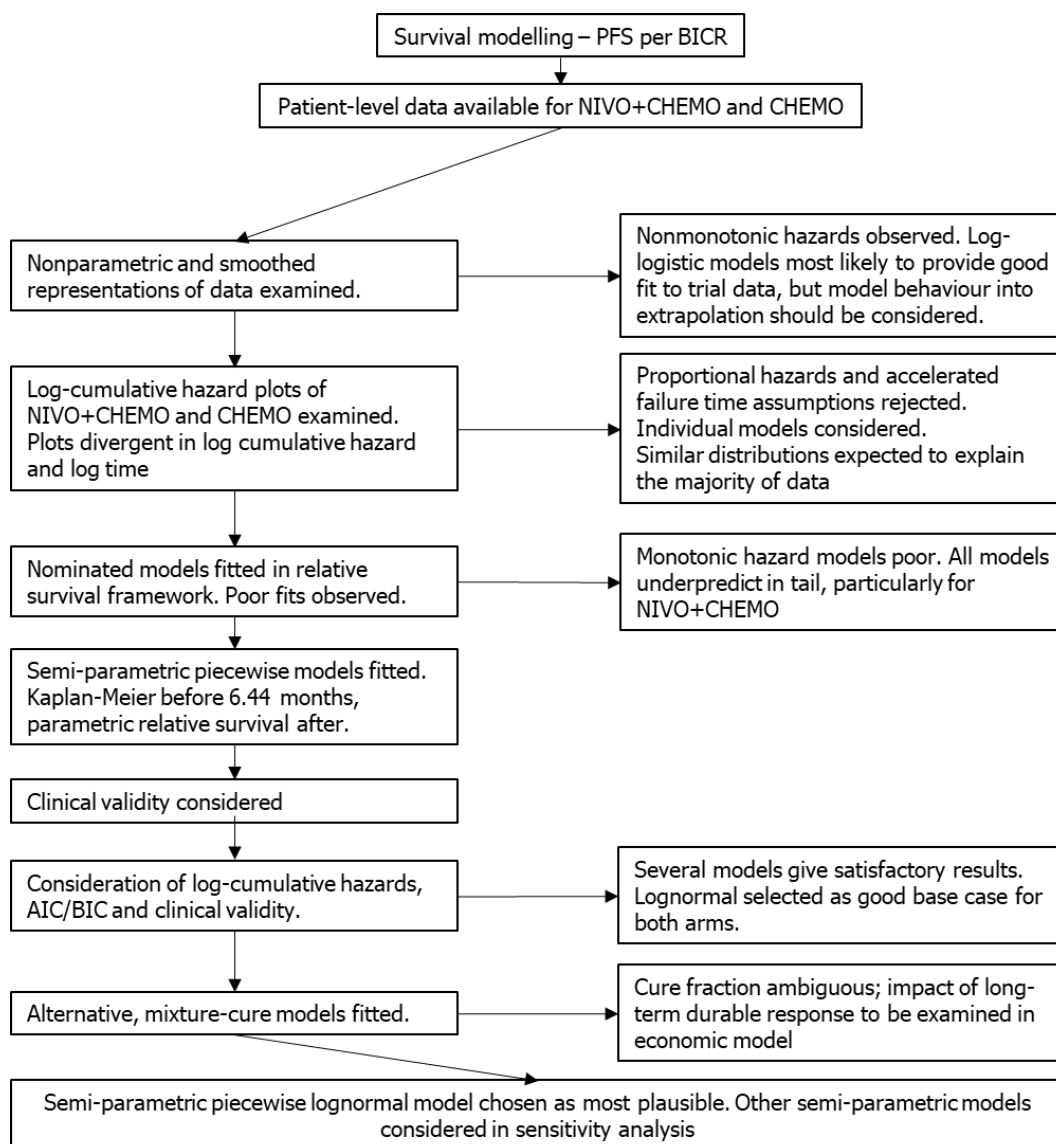 Survival modelling – PFS per BICR
Patient-level data available for NIVO+CHEMO and CHEMO
Nonparametric and smoothed
representations of data examined.
Nonmonotonic hazards observed. Log-
logistic models most likely to provide good
fit to trial data, but model behaviour into
extrapolation should be considered.
Log-cumulative hazard plots of
NIVO+CHEMO and CHEMO examined.
Plots divergent in log cumulative hazard
and log time
Proportional hazards and accelerated
failure time assumptions rejected.
Individual models considered.
Similar distributions expected to explain
the majority of data
Nominated models fitted in relative
survival framework. Poor fits observed.
Monotonic hazard models poor. All models
underpredict in tail, particularly for
NIVO+CHEMO
Semi-parametric piecewise models fitted.
Kaplan-Meier before 6.44 months,
parametric relative survival after.
Clinical validity considered
Consideration of log-cumulative hazards,
AIC/BIC and clinical validity.
Several models give satisfactory results.
Lognormal selected as good base case for
both arms.
Alternative, mixture-cure models fitted.
Cure fraction ambiguous; impact of long-
term durable response to be examined in
economic model
Semi-parametric piecewise lognormal model chosen as most plausible. Other semi-parametric models
considered in sensitivity analysis